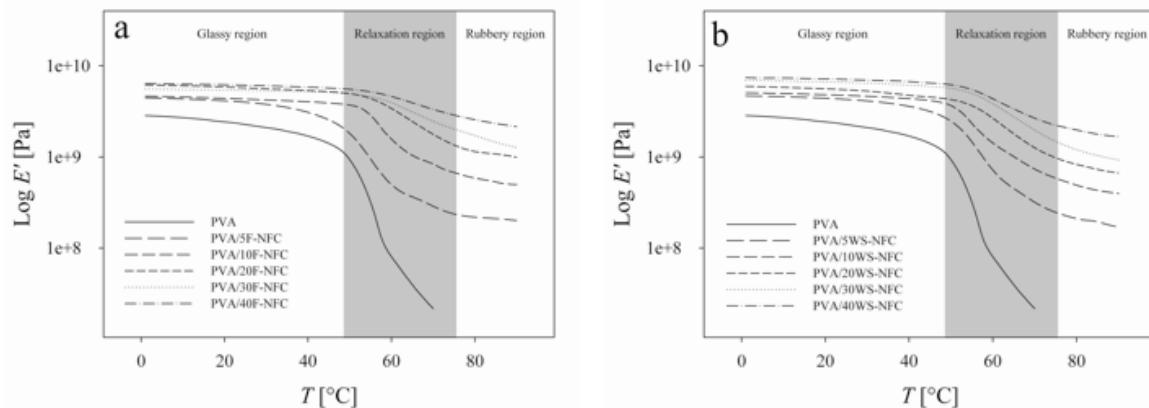 a
Glassy region
Relaxation region
Rubbery region
1e+10
1e+9
1e+8
Log E' [Pa]
PVA
PVA/5F-NFC
PVA/10F-NFC
PVA/20F-NFC
PVA/30F-NFC
PVA/40F-NFC
0
20
40
60
80
T [°C]
b
Glassy region
Relaxation region
Rubbery region
1e+10
1e+9
1e+8
Log E' [Pa]
PVA
PVA/5WS-NFC
PVA/10WS-NFC
PVA/20WS-NFC
PVA/30WS-NFC
PVA/40WS-NFC
0
20
40
60
80
T [°C]